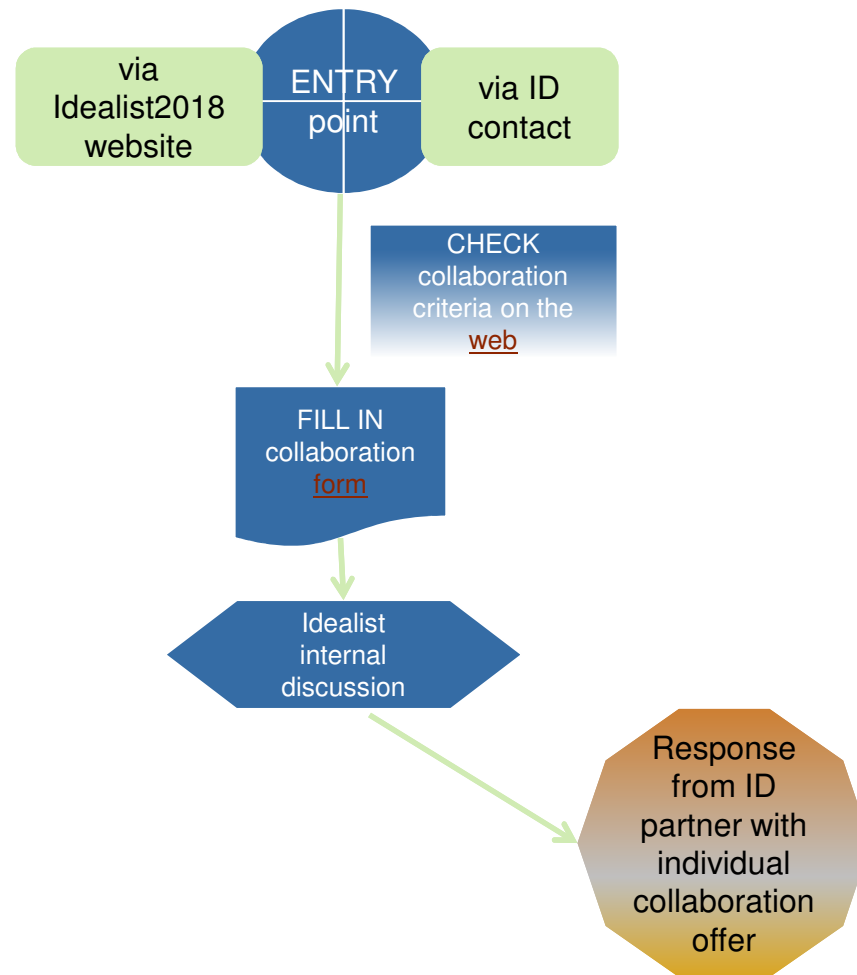 via
Idealist2018
website
ENTRY
point
via ID
contact
CHECK
collaboration
criteria on the
web
FILL IN
collaboration
form
Idealist
internal
discussion
Response
from ID
partner with
individual
collaboration
offer